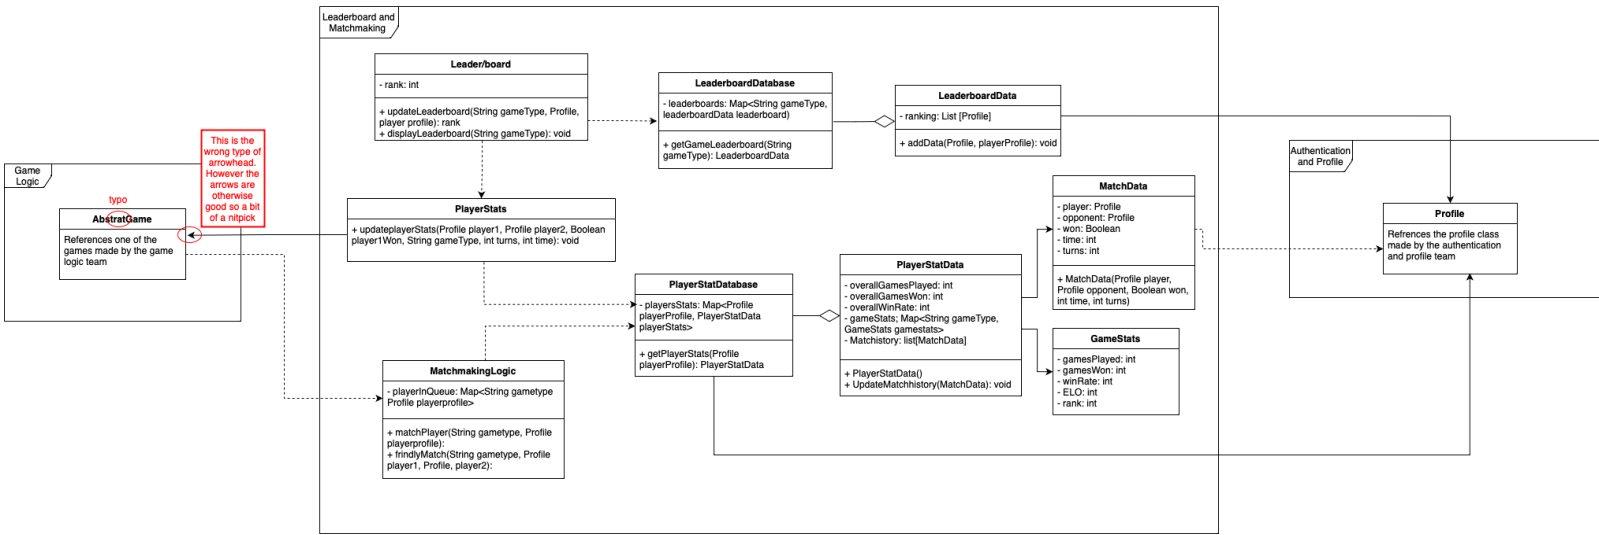 Leaderboard and
Matchmaking
Leader/board
- rank: int
+ updateLeaderboard(String gameType, Profile,
player profile): rank
+ displayLeaderboard(String gameType): void
LeaderboardDatabase
- leaderboards: Map<String gameType,
leaderboardData leaderboard)
+ getGameLeaderboard(String
gameType): LeaderboardData
LeaderboardData
- ranking: List [Profile]
+ addData(Profile, playerProfile): void
This is the
wrong type of
arrowhead.
However the
arrows are
otherwise
good so a bit
of a nitpick
Game
Logic
typo
AbstratGame
References one of the
games made by the game
logic team
PlayerStats
+ updateplayerStats(Profile player1, Profile player2, Boolean
player1Won, String gameType, int turns, int time): void
Authentication
and Profile
MatchData
- player: Profile
- opponent: Profile
- won: Boolean
- time: int
- turns: int
+ MatchData(Profile player,
Profile opponent, Boolean won,
int time, int turns)
Profile
Refrences the profile class
made by the authentication
and profile team
PlayerStatDatabase
- playersStats: Map<Profile
playerProfile, PlayerStatData
playerStats>
+ getPlayerStats(Profile
playerProfile): PlayerStatData
PlayerStatData
- overallGamesPlayed: int
- overallGamesWon: int
- overallWinRate: int
- gameStats; Map<String gameType,
GameStats gamestats>
- Matchistory: list[MatchData]
+ PlayerStatData()
+ UpdateMatchhistory(MatchData): void
GameStats
- gamesPlayed: int
- gamesWon: int
- winRate: int
- ELO: int
- rank: int
MatchmakingLogic
- playerInQueue: Map<String gametype
Profile playerprofile>
+ matchPlayer(String gametype, Profile
playerprofile):
+ frindlyMatch(String gametype, Profile
player1, Profile, player2):